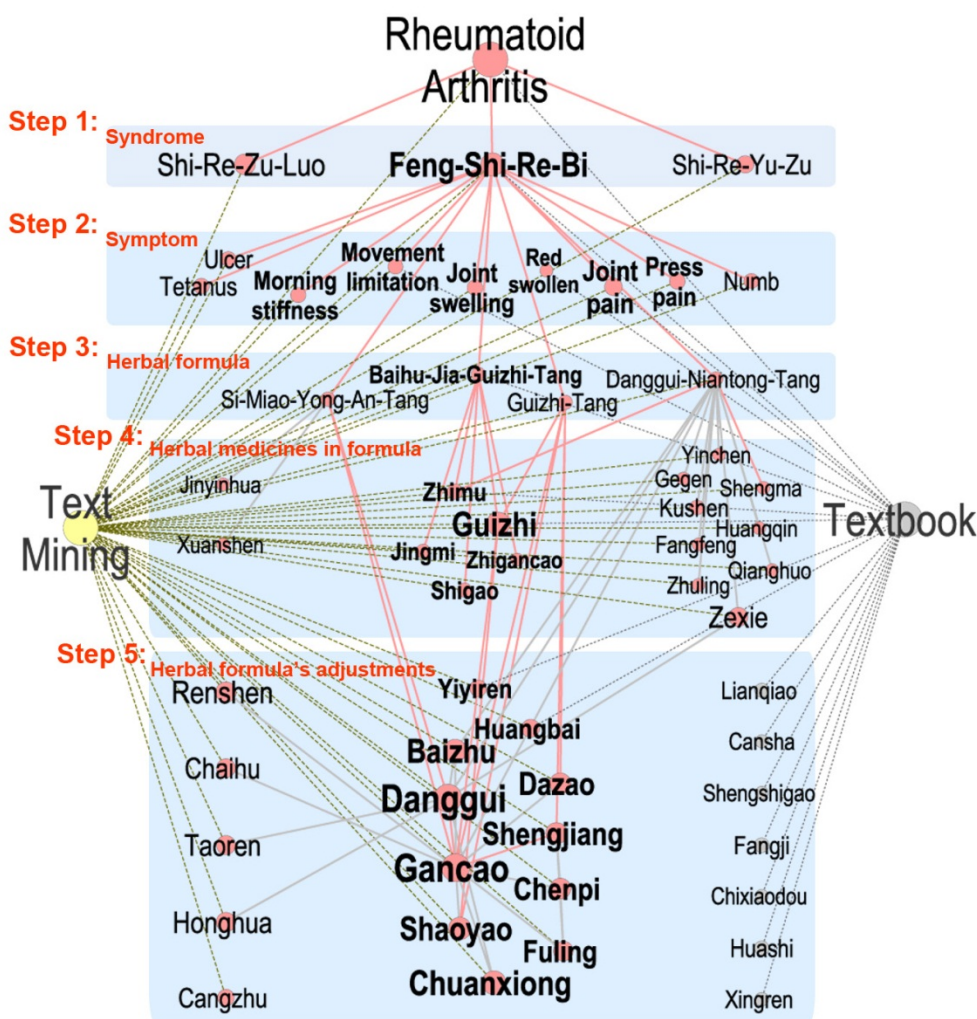 Rheumatoid
Arthritis
Step 1:
Syndrome
Shi-Re-Zu-Luo
Feng-Shi-Re-Bi
Shi-Re-Yu-Zu
Step 2:
Symptom
Ulcer
Tetanus
Morning
stiffness
Movement
limitation
Joint
swelling
Red
swollen
Joint
pain
Press
pain
Numb
Step 3:
Herbal formula
Si-Miao-Yong-An-Tang
Baihu-Jia-Guizhi-Tang
Guizhi-Tang
Danggui-Niantong-Tang
Step 4:
Herbal medicines in formula
Text
Mining
Textbook
Jinyinhua
Xuanshen
Zhimu
Guizhi
Jingmi
Zhigancao
Shigao
Yinchen
Gegen
Shengma
Kushen
Huangqin
Fangfeng
Qianghuo
Zhuling
Zexie
Step 5:
Herbal formula's adjustments
Renshen
Chaihu
Taoren
Honghua
Cangzhu
Yiyiren
Huangbai
Baizhu
Dazao
Danggui
Shengjiang
Gancao
Chenpi
Shaoyao
Fuling
Chuanxiong
Lianqiao
Cansha
Shengshigao
Fangji
Chixiaodou
Huashi
Xingren